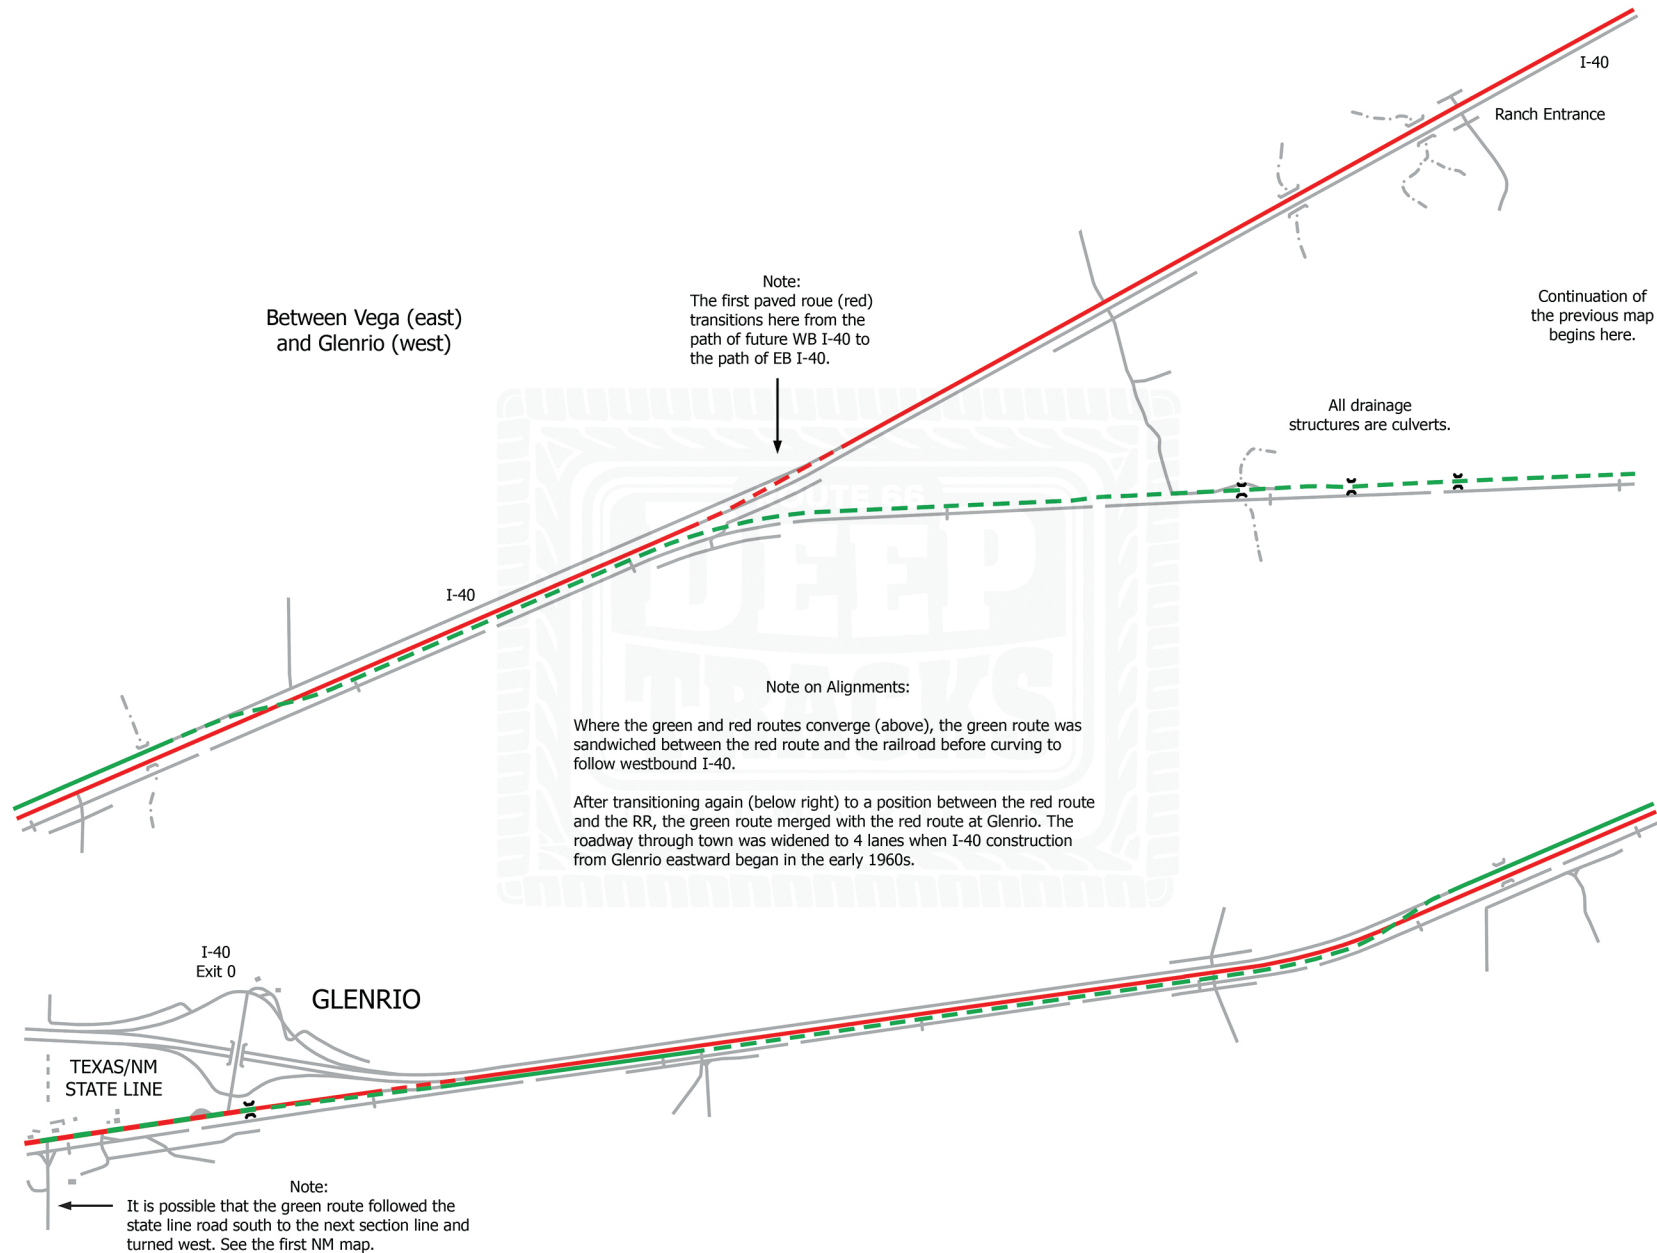 I-40
Ranch Entrance
Note:
The first paved roue (red)
transitions here from the
path of future WB I-40 to
the path of EB I-40.
Between Vega (east)
and Glenrio (west)
Continuation of
the previous map
begins here.
All drainage
structures are culverts.
ROUTE 66
DEEP
TRACKS
I-40
Note on Alignments:
Where the green and red routes converge (above), the green route was
sandwiched between the red route and the railroad before curving to
follow westbound I-40.
After transitioning again (below right) to a position between the red route
and the RR, the green route merged with the red route at Glenrio. The
roadway through town was widened to 4 lanes when I-40 construction
from Glenrio eastward began in the early 1960s.
I-40
Exit 0
GLENRIO
TEXAS/NM
STATE LINE
Note:
It is possible that the green route followed the
state line road south to the next section line and
turned west. See the first NM map.